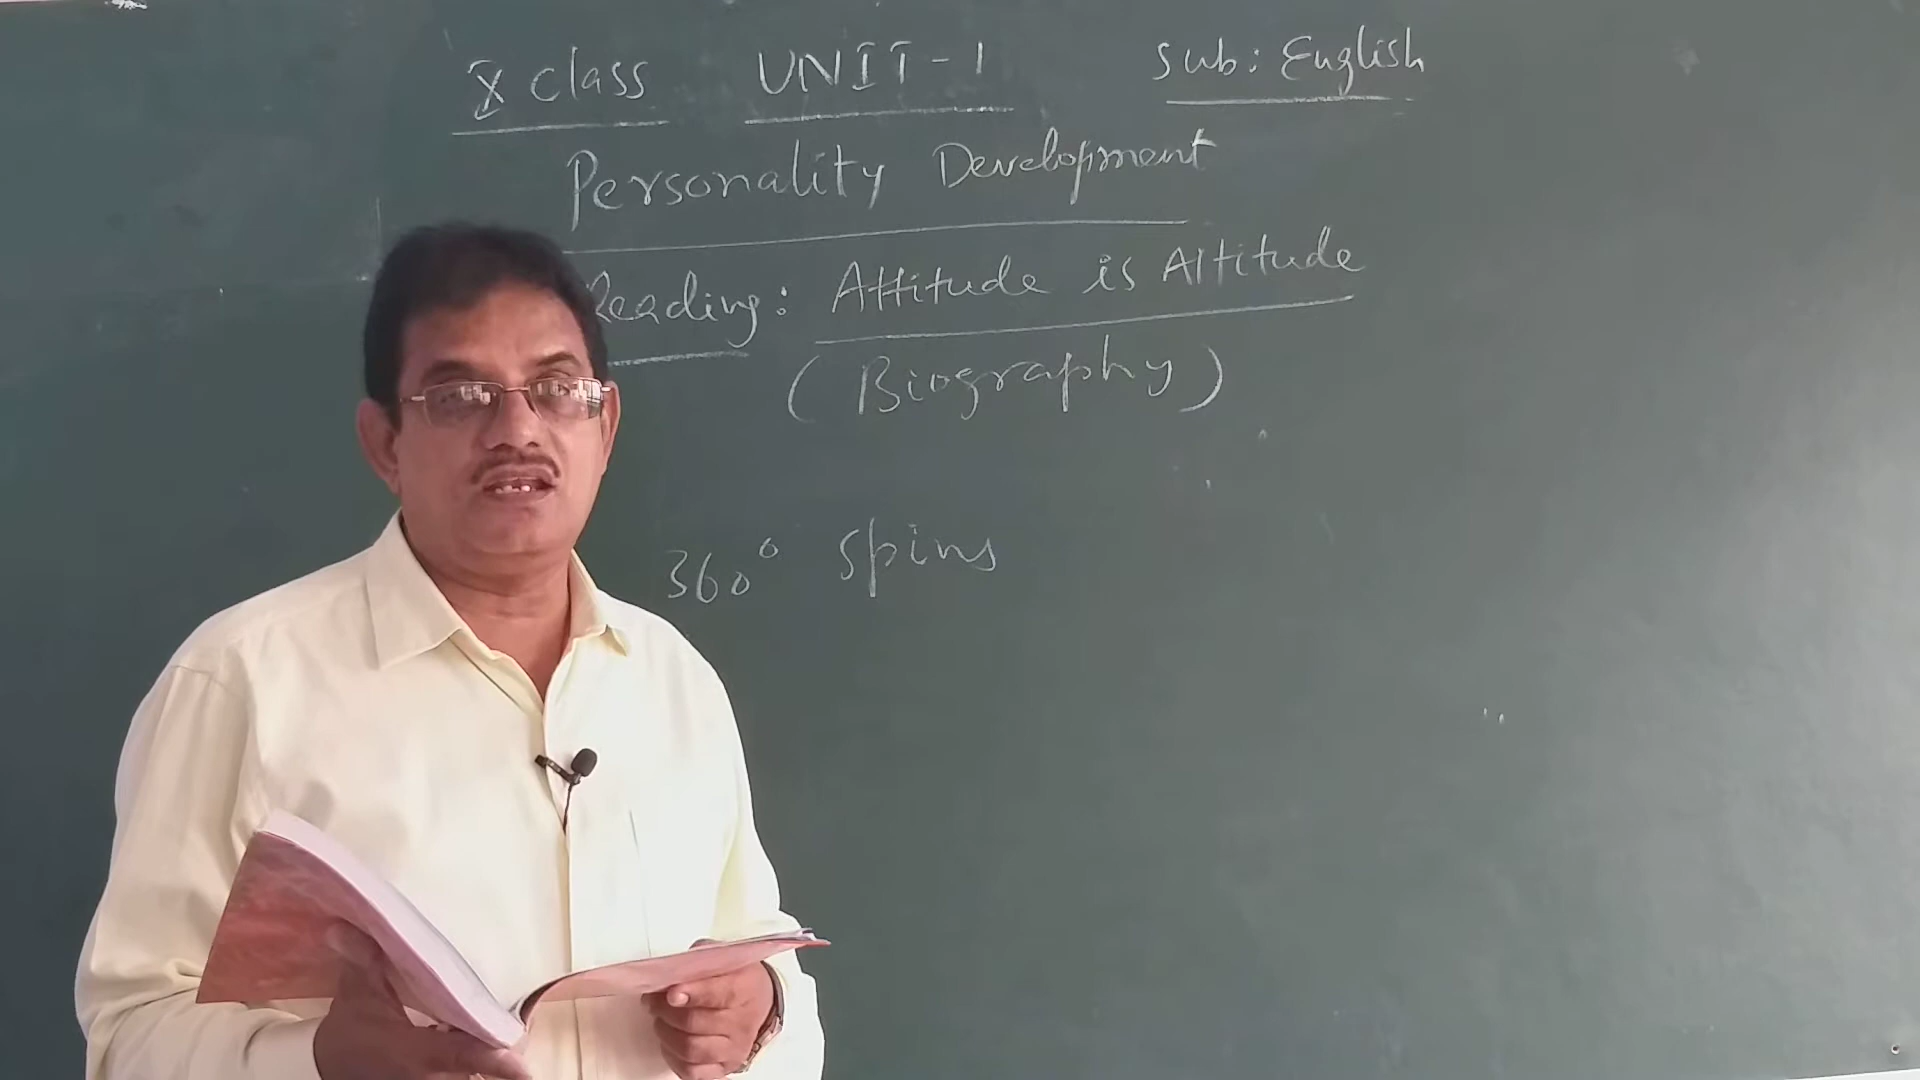 X class UNIT-1 Sub: English
Personality Development
Reading: Attitude is Altitude
(Biography)
360° Spins